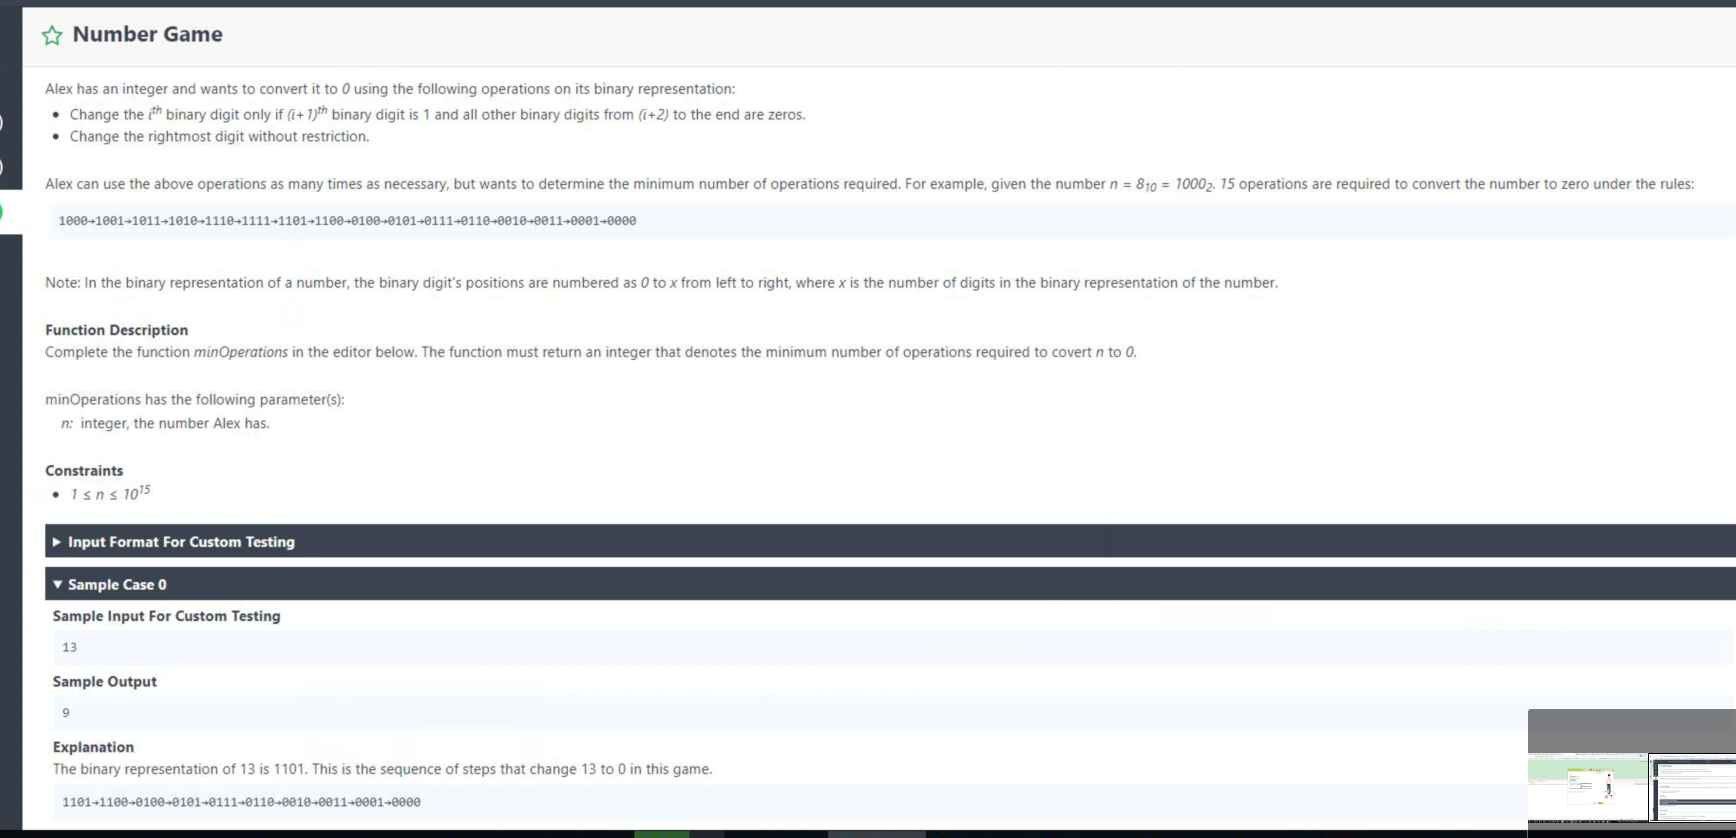 Number Game
Alex has an integer and wants to convert it to 0 using the following operations on its binary representation:
• Change the iᵗʰ binary digit only if (i+1)ᵗʰ binary digit is 1 and all other binary digits from (i+2) to the end are zeros.
• Change the rightmost digit without restriction.
Alex can use the above operations as many times as necessary, but wants to determine the minimum number of operations required. For example, given the number n = 8₁₀ = 1000₂. 15 operations are required to convert the number to zero under the rules:
1000→1001→1011→1010→1110→1111→1101→1100→0100→0101→0111→0110→0010→0011→0001→0000
Note: In the binary representation of a number, the binary digit's positions are numbered as 0 to x from left to right, where x is the number of digits in the binary representation of the number.
Function Description
Complete the function minOperations in the editor below. The function must return an integer that denotes the minimum number of operations required to covert n to 0.
minOperations has the following parameter(s):
n: integer, the number Alex has.
Constraints
• 1 ≤ n ≤ 10¹⁵
▶ Input Format For Custom Testing
▼ Sample Case 0
Sample Input For Custom Testing
13
Sample Output
9
Explanation
The binary representation of 13 is 1101. This is the sequence of steps that change 13 to 0 in this game.
1101→1100→0100→0101→0111→0110→0010→0011→0001→0000